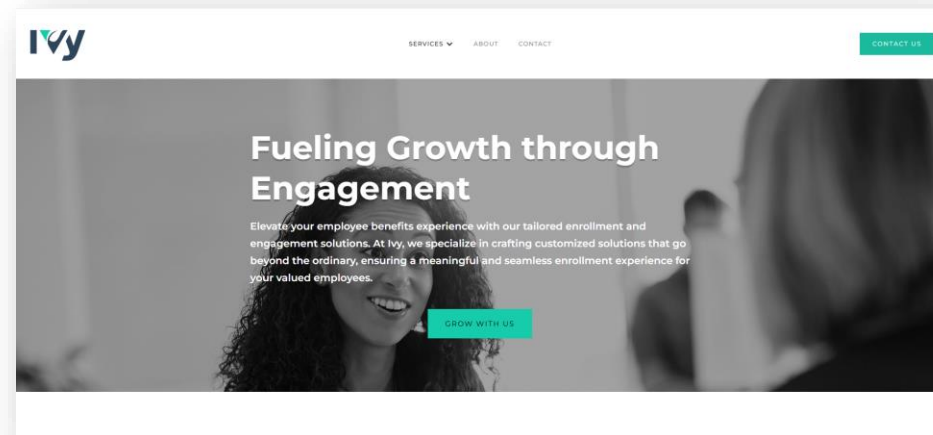 Ivy
SERVICES ABOUT CONTACT
CONTACT US
Fueling Growth through
Engagement
Elevate your employee benefits experience with our tailored enrollment and
engagement solutions. At Ivy, we specialize in crafting customized solutions that go
beyond the ordinary, ensuring a meaningful and seamless enrollment experience for
your valued employees.
GROW WITH US